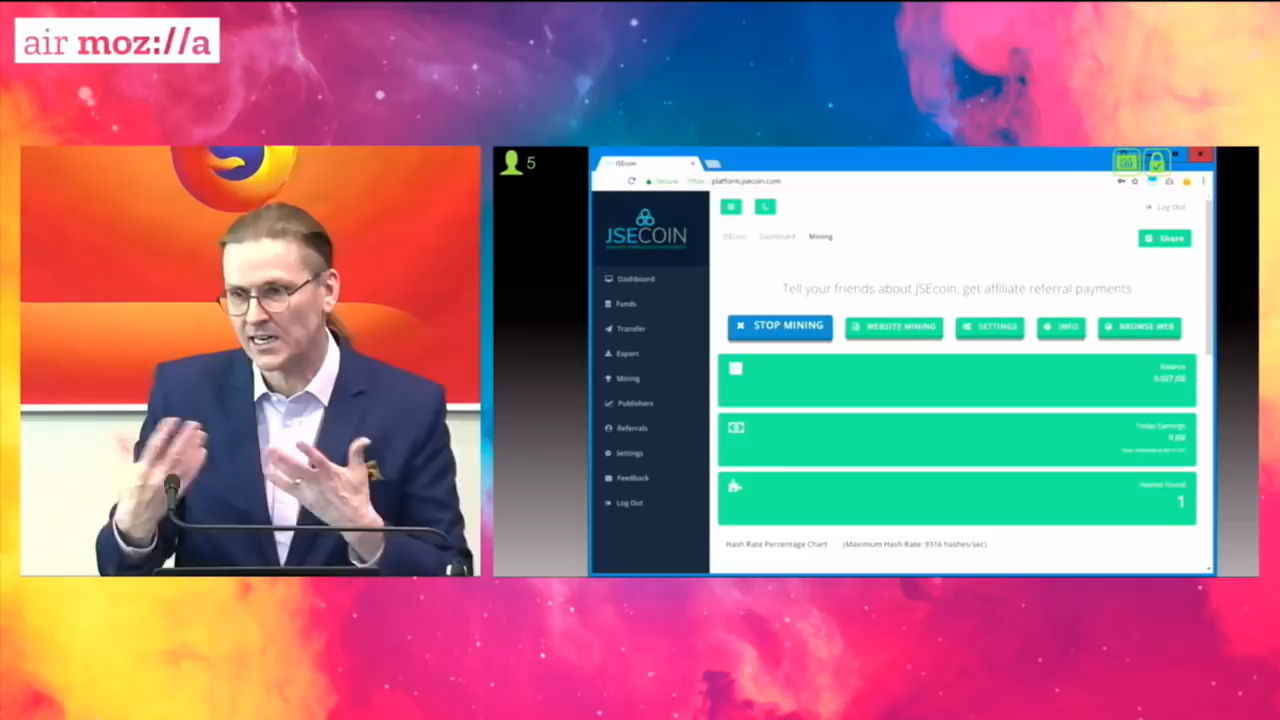 air moz://a
5
JSEcoin
Secure
https://platform.jsecoin.com
JSECOIN
Log Out
JSEcoin Dashboard Mining
Share
Dashboard
Funds
Transfer
Export
Mining
Publishers
Referrals
Settings
Feedback
Log Out
Tell your friends about JSEcoin, get affiliate referral payments
STOP MINING
WEBSITE MINING
SETTINGS
INFO
BROWSE WEB
Balance
0.027 JSE
Today Earnings
0 JSE
Hashes Found
1
Hash Rate Percentage Chart (Maximum Hash Rate: 9316 hashes/sec)